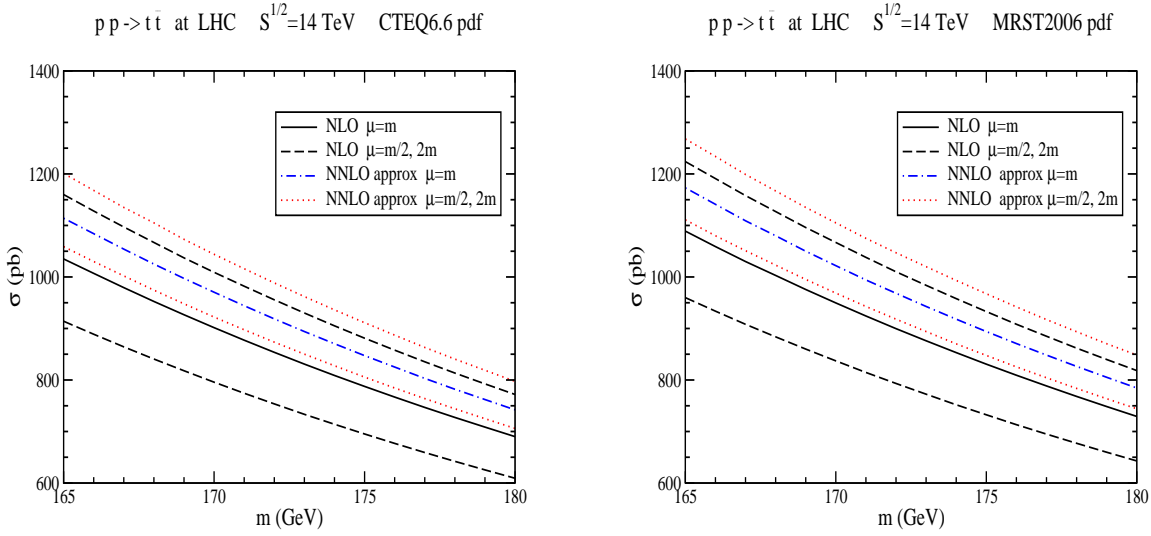 p p -> t t̄ at LHC S^{1/2}=14 TeV CTEQ6.6 pdf
1400
1200
1000
800
600
σ (pb)
NLO μ=m
NLO μ=m/2, 2m
NNLO approx μ=m
NNLO approx μ=m/2, 2m
165 170 175 180
m (GeV)
p p -> t t̄ at LHC S^{1/2}=14 TeV MRST2006 pdf
1400
1200
1000
800
600
σ (pb)
NLO μ=m
NLO μ=m/2, 2m
NNLO approx μ=m
NNLO approx μ=m/2, 2m
165 170 175 180
m (GeV)